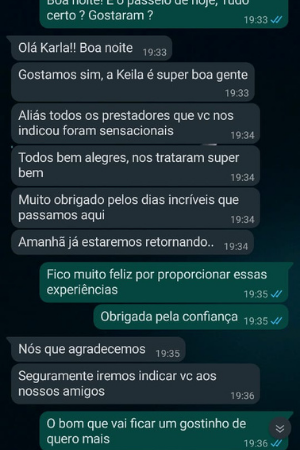 Boa noite! E o passeio de hoje, Tudo
certo ? Gostaram ?
19:33
Olá Karla!! Boa noite 19:33
Gostamos sim, a Keila é super boa gente
19:33
Aliás todos os prestadores que vc nos
indicou foram sensacionais
19:34
Todos bem alegres, nos trataram super
bem
19:34
Muito obrigado pelos dias incríveis que
passamos aqui
19:34
Amanhã já estaremos retornando.. 19:34
Fico muito feliz por proporcionar essas
experiências
19:35
Obrigada pela confiança 19:35
Nós que agradecemos 19:35
Seguramente iremos indicar vc aos
nossos amigos
19:36
O bom que vai ficar um gostinho de
quero mais
19:36